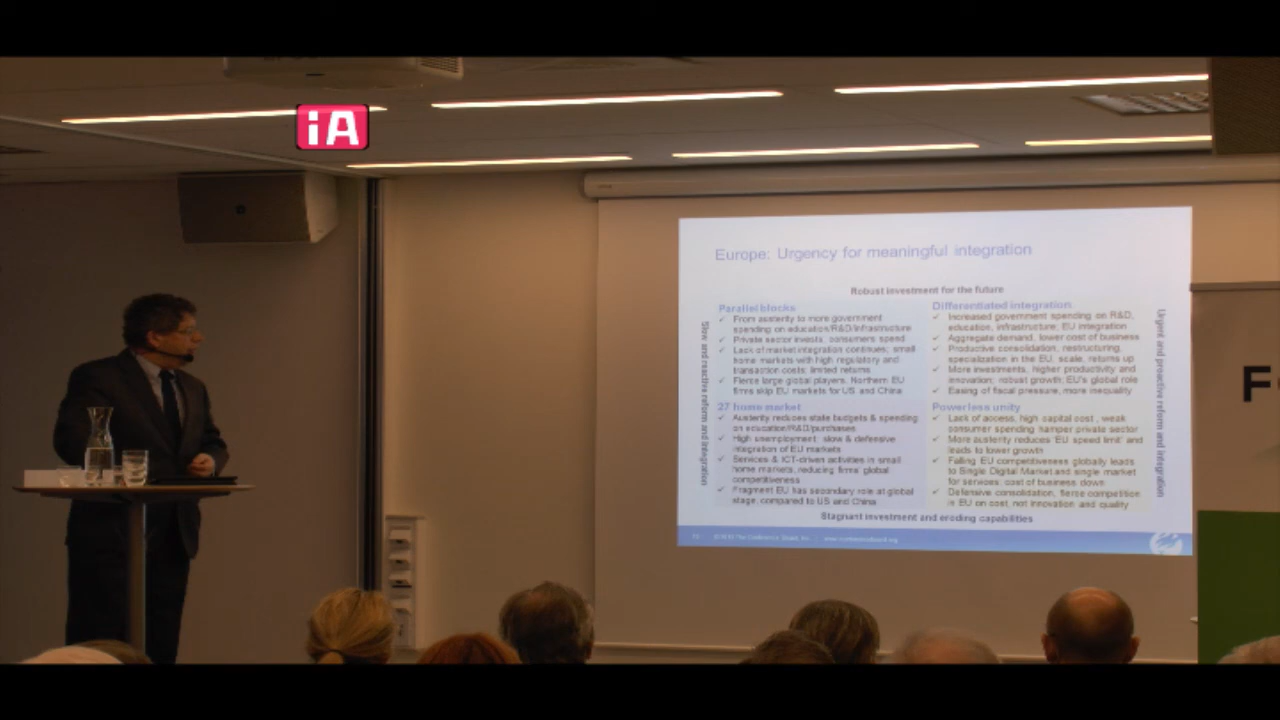 iA
Europe: Urgency for meaningful integration
Robust investment for the future
Slow and reactive reform and integration
Parallel blocks
✓ From austerity to more government
spending on education/R&D/Infrastructure
✓ Private sector invests, consumers spend
✓ Lack of market integration continues; small
home markets with high regulatory and
transaction costs; limited returns
✓ Fierce large global players, Northern EU
firms skip EU markets for US and China
Differentiated integration:
✓ Increased government spending on R&D,
education, infrastructure; EU integration
✓ Aggregate demand, lower cost of business
✓ Productive consolidation, restructuring,
specialization in the EU, scale, returns up
✓ More investments, higher productivity and
innovation; robust growth; EU's global role
✓ Easing of fiscal pressure, more inequality
27 home market
✓ Austerity reduces state budgets & spending
on education/R&D/purchases
✓ High unemployment; slow & defensive
integration of EU markets
✓ Services & ICT-driven activities in small
home markets, reducing firms' global
competitiveness
✓ Fragment EU has secondary role at global
stage, compared to US and China
Powerless unity
✓ Lack of access, high capital cost , weak
consumer spending hamper private sector
✓ More austerity reduces 'EU speed limit' and
leads to lower growth
✓ Falling EU competitiveness globally leads
to Single Digital Market and single market
for services; cost of business down
✓ Defensive consolidation, fierce competition
in EU on cost, not innovation and quality
Urgent and proactive reform and integration
Stagnant investment and eroding capabilities
The Conference Board, Inc.
F